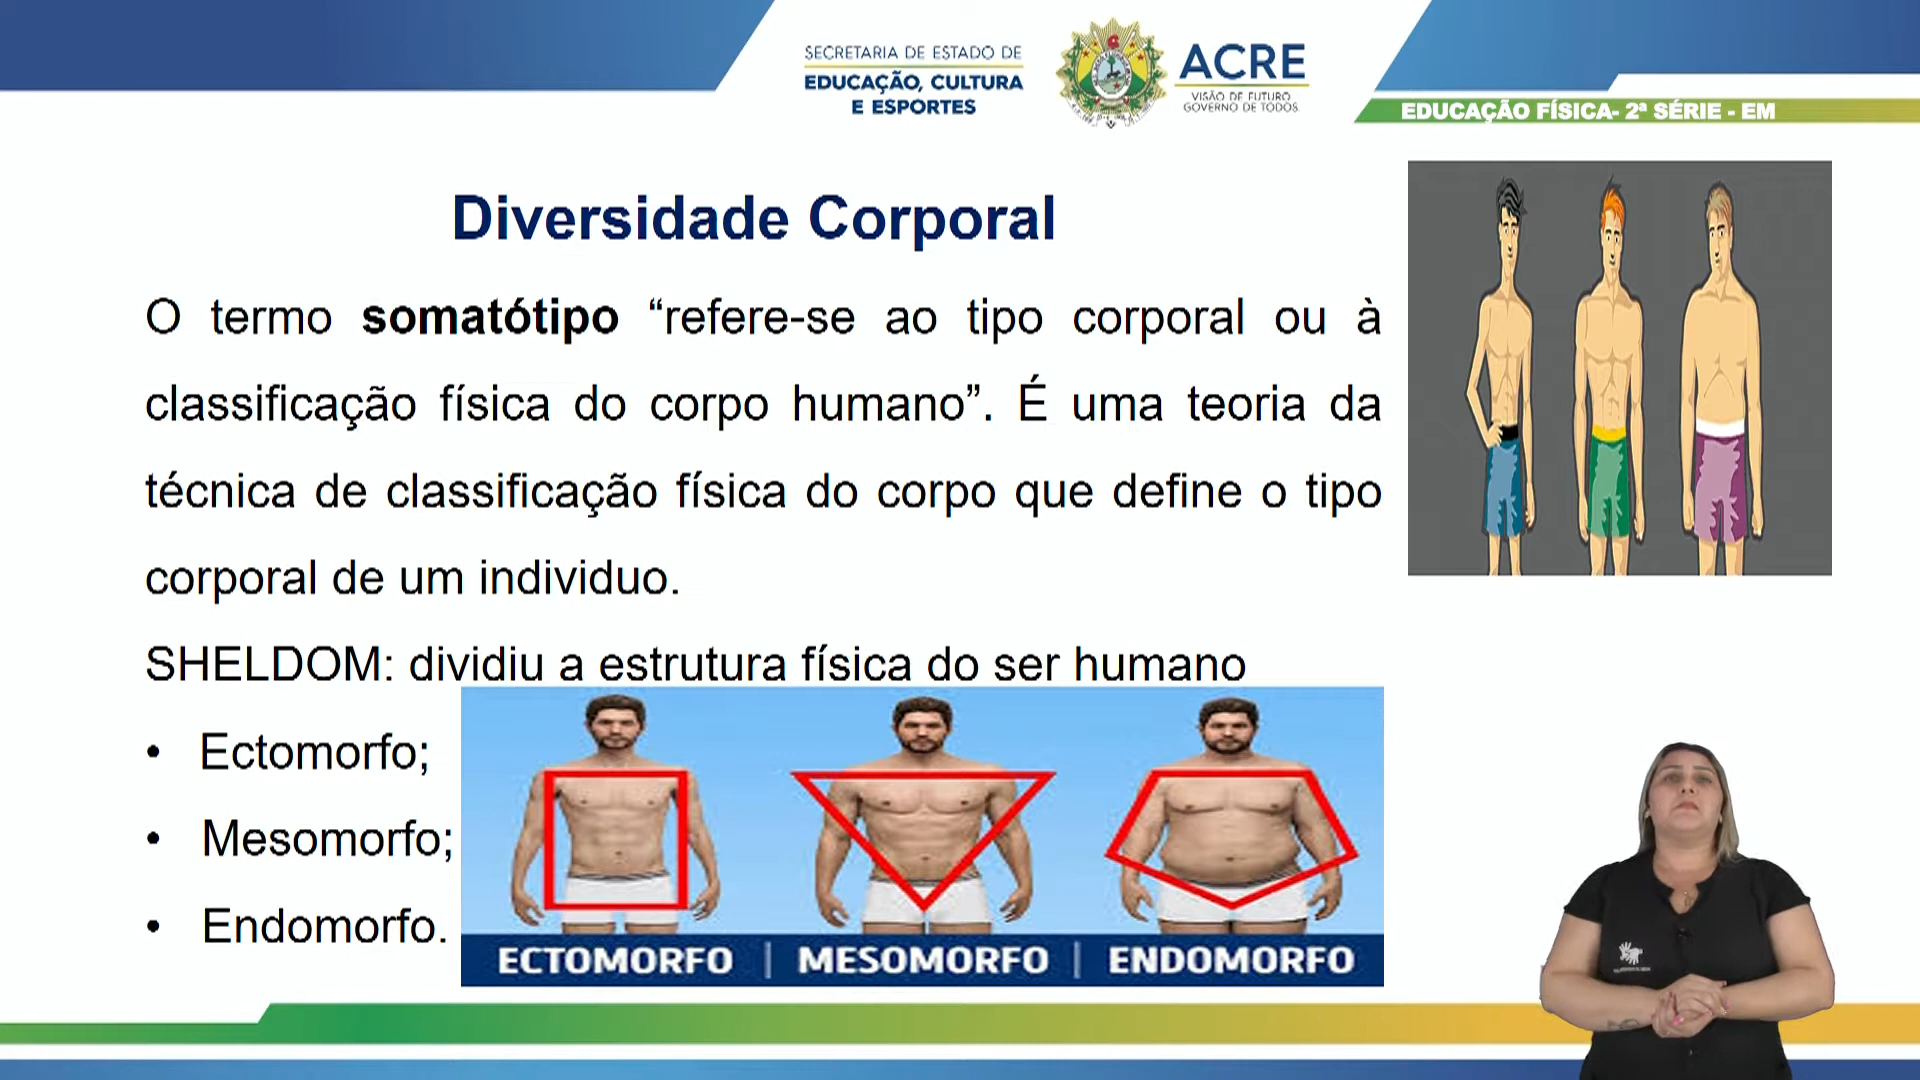 SECRETARIA DE ESTADO DE
EDUCAÇÃO, CULTURA
E ESPORTES
ACRE
VISÃO DE FUTURO
GOVERNO DE TODOS
EDUCAÇÃO FÍSICA- 2ª SÉRIE - EM
Diversidade Corporal
O termo somatótipo “refere-se ao tipo corporal ou à
classificação física do corpo humano”. É uma teoria da
técnica de classificação física do corpo que define o tipo
corporal de um individuo.
SHELDOM: dividiu a estrutura física do ser humano
• Ectomorfo;
• Mesomorfo;
• Endomorfo.
ECTOMORFO | MESOMORFO | ENDOMORFO